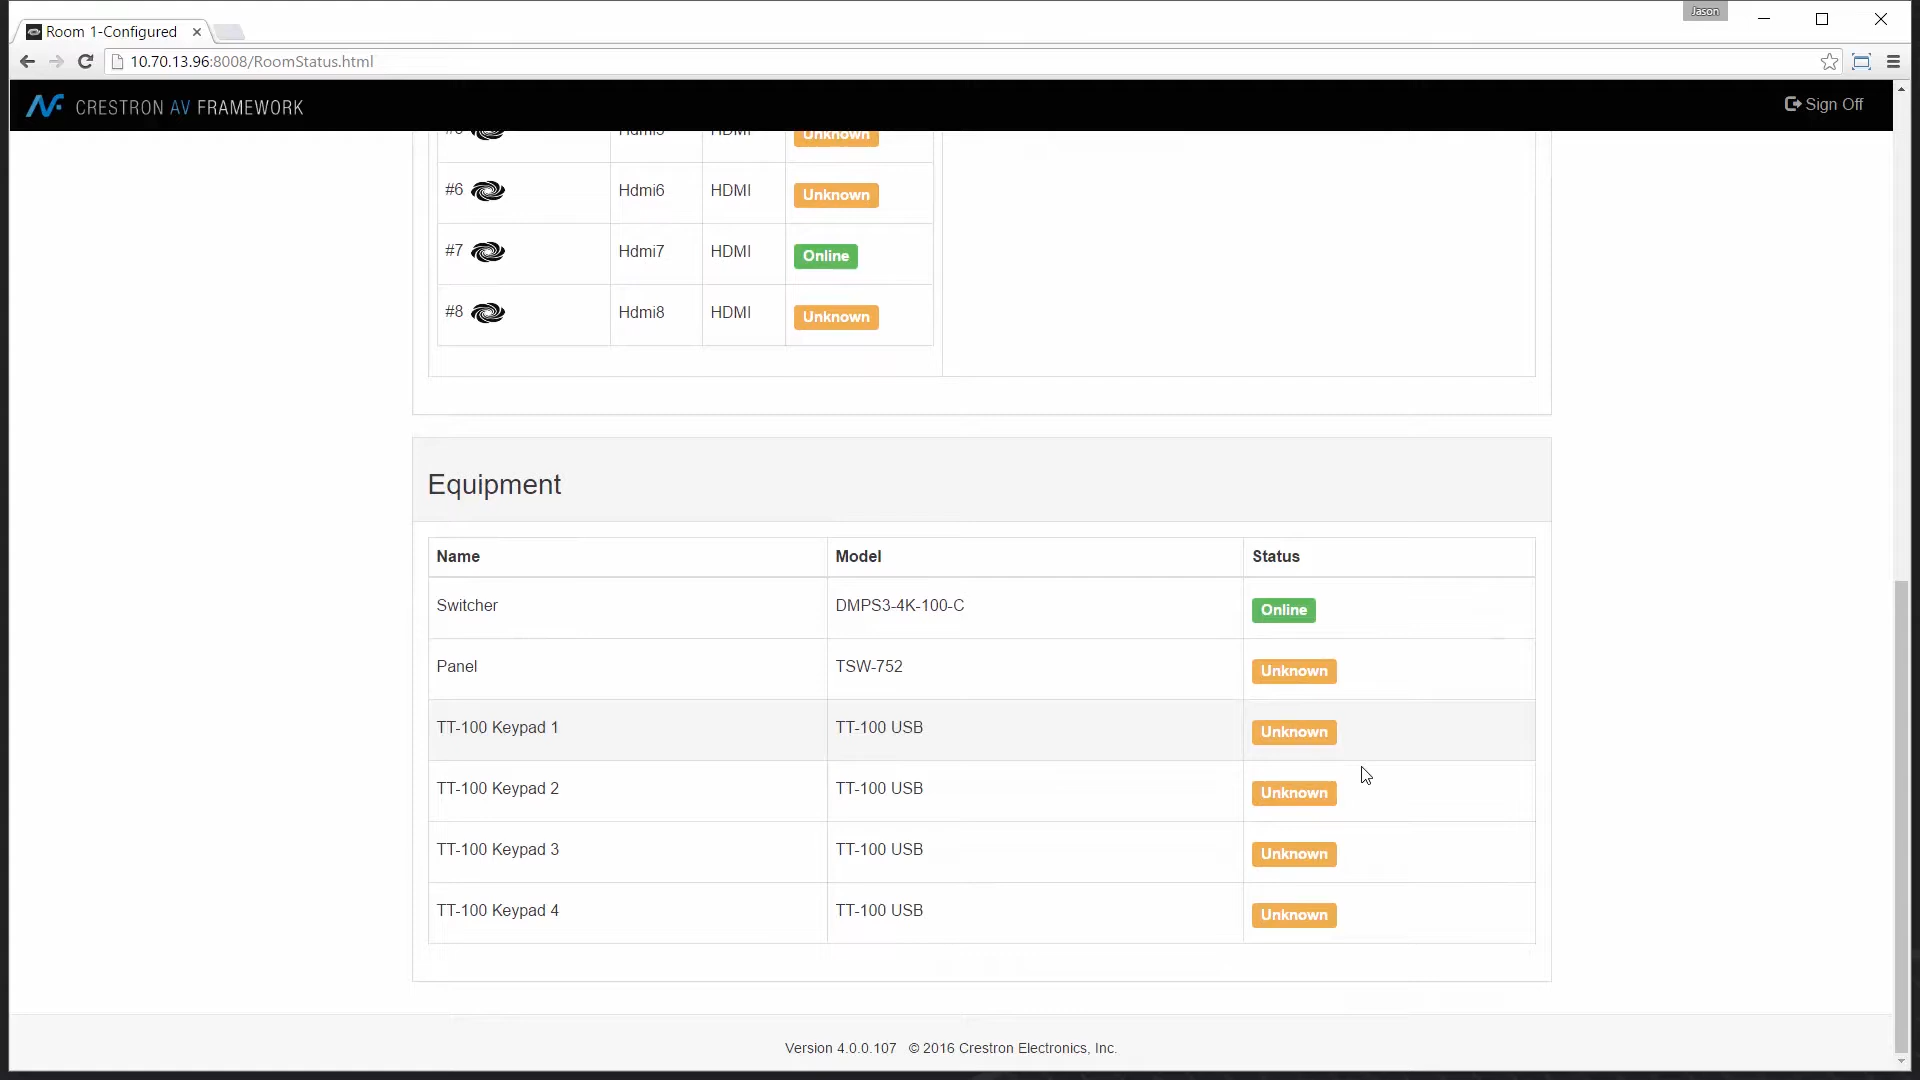 Jason
Room 1-Configured
10.70.13.96:8008/RoomStatus.html
CRESTRON AV FRAMEWORK
Sign Off
#5 Hdmi5 HDMI Unknown
#6 Hdmi6 HDMI Unknown
#7 Hdmi7 HDMI Online
#8 Hdmi8 HDMI Unknown
Equipment
Name Model Status
Switcher DMPS3-4K-100-C Online
Panel TSW-752 Unknown
TT-100 Keypad 1 TT-100 USB Unknown
TT-100 Keypad 2 TT-100 USB Unknown
TT-100 Keypad 3 TT-100 USB Unknown
TT-100 Keypad 4 TT-100 USB Unknown
Version 4.0.0.107 © 2016 Crestron Electronics, Inc.